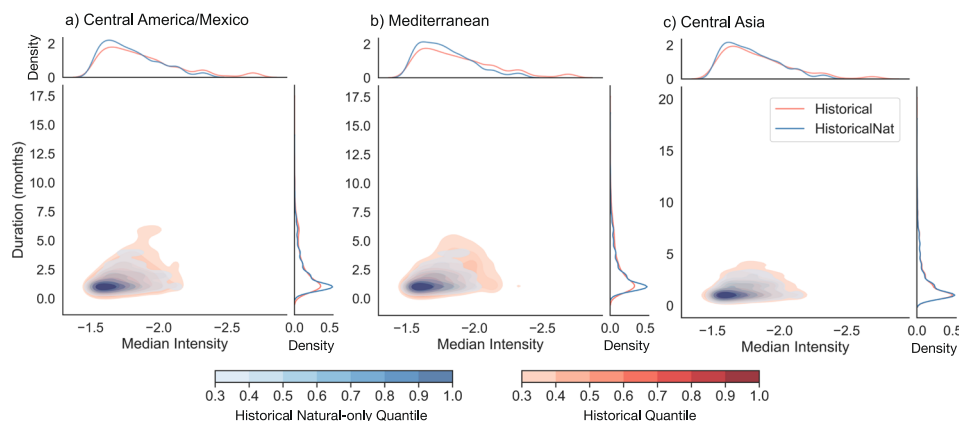 a) Central America/Mexico
b) Mediterranean
c) Central Asia
Density
2
0
2
0
2
0
Duration (months)
17.5
15.0
12.5
10.0
7.5
5.0
2.5
0.0
17.5
15.0
12.5
10.0
7.5
5.0
2.5
0.0
20
15
10
5
0
Historical
HistoricalNat
−1.5 −2.0 −2.5
0.0 0.5
−1.5 −2.0 −2.5
0.0 0.5
−1.5 −2.0 −2.5
0.0 0.5
Median Intensity
Density
Median Intensity
Density
Median Intensity
Density
0.3 0.4 0.5 0.6 0.7 0.8 0.9 1.0
Historical Natural-only Quantile
0.3 0.4 0.5 0.6 0.7 0.8 0.9 1.0
Historical Quantile